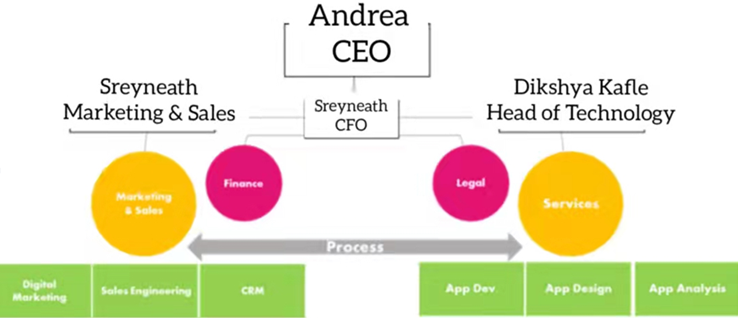 Andrea
CEO
Sreyneath
Marketing & Sales
Sreyneath
CFO
Dikshya Kafle
Head of Technology
Marketing
& Sales
Finance
Legal
Services
Process
Digital
Marketing
Sales Engineering
CRM
App Dev
App Design
App Analysis